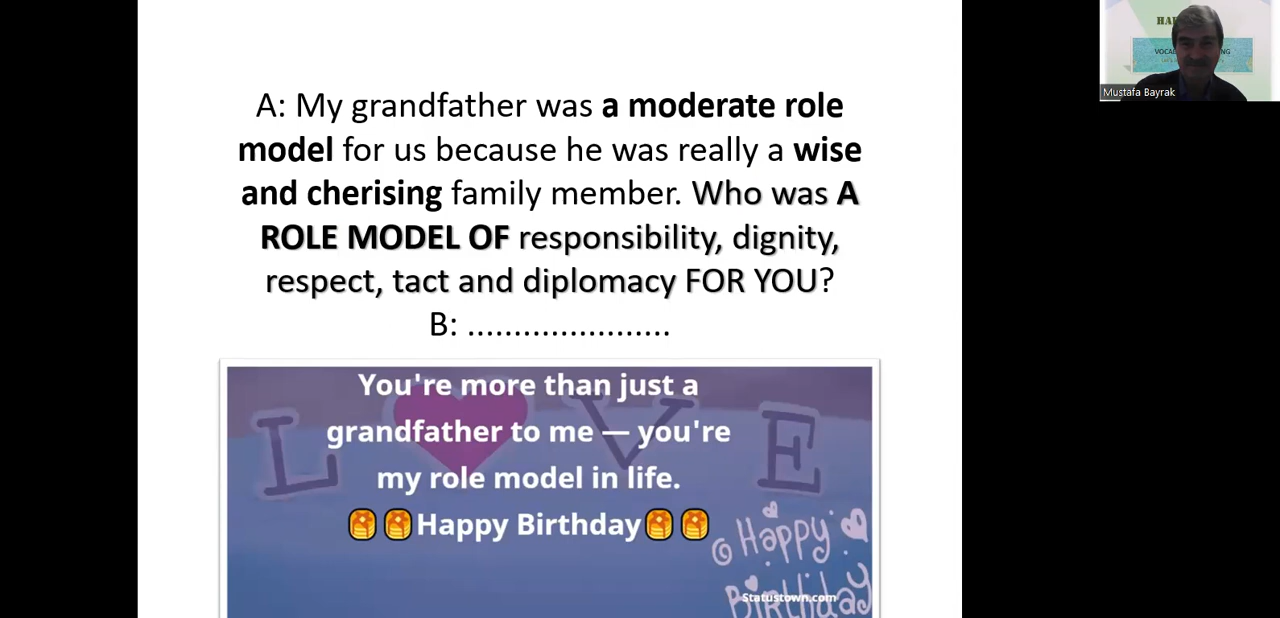 A: My grandfather was a moderate role
model for us because he was really a wise
and cherising family member. Who was A
ROLE MODEL OF responsibility, dignity,
respect, tact and diplomacy FOR YOU?
B: ......................
You're more than just a
grandfather to me — you're
my role model in life.
🥞🥞Happy Birthday🥞🥞
L VE
Happy
Birthday
Statustown.com
Mustafa Bayrak